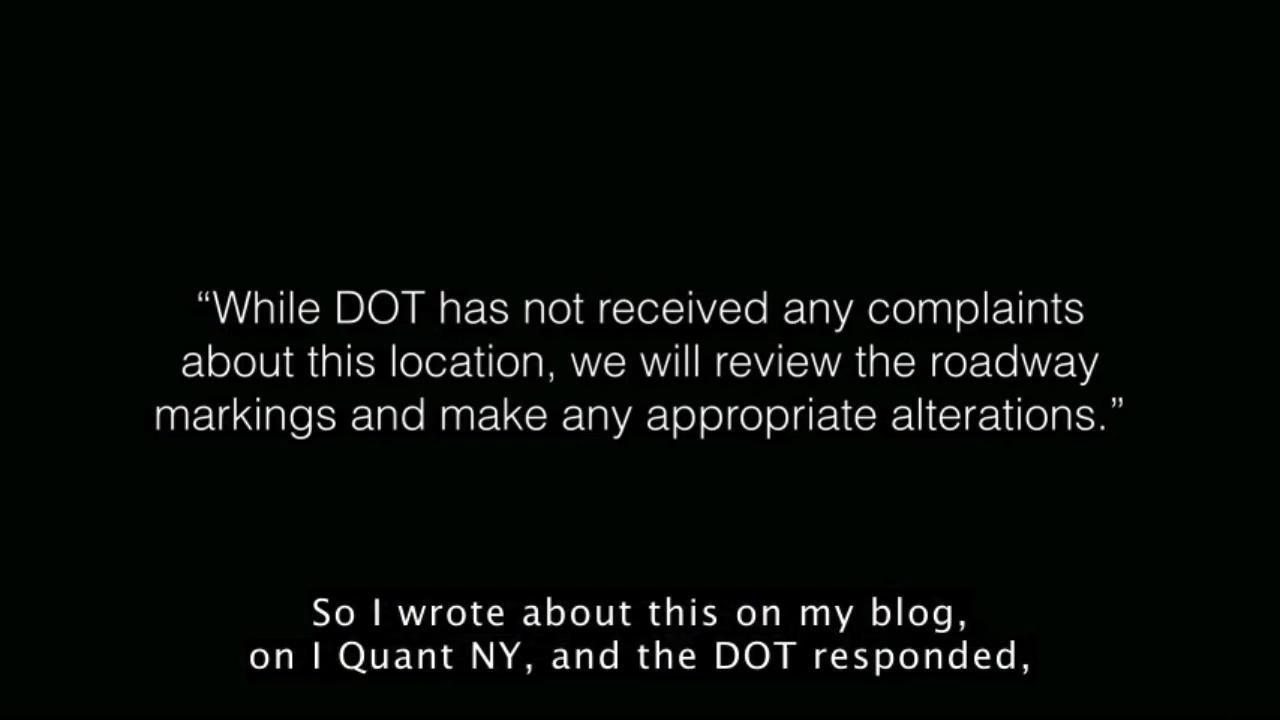 “While DOT has not received any complaints
about this location, we will review the roadway
markings and make any appropriate alterations.”
So I wrote about this on my blog,
on I Quant NY, and the DOT responded,